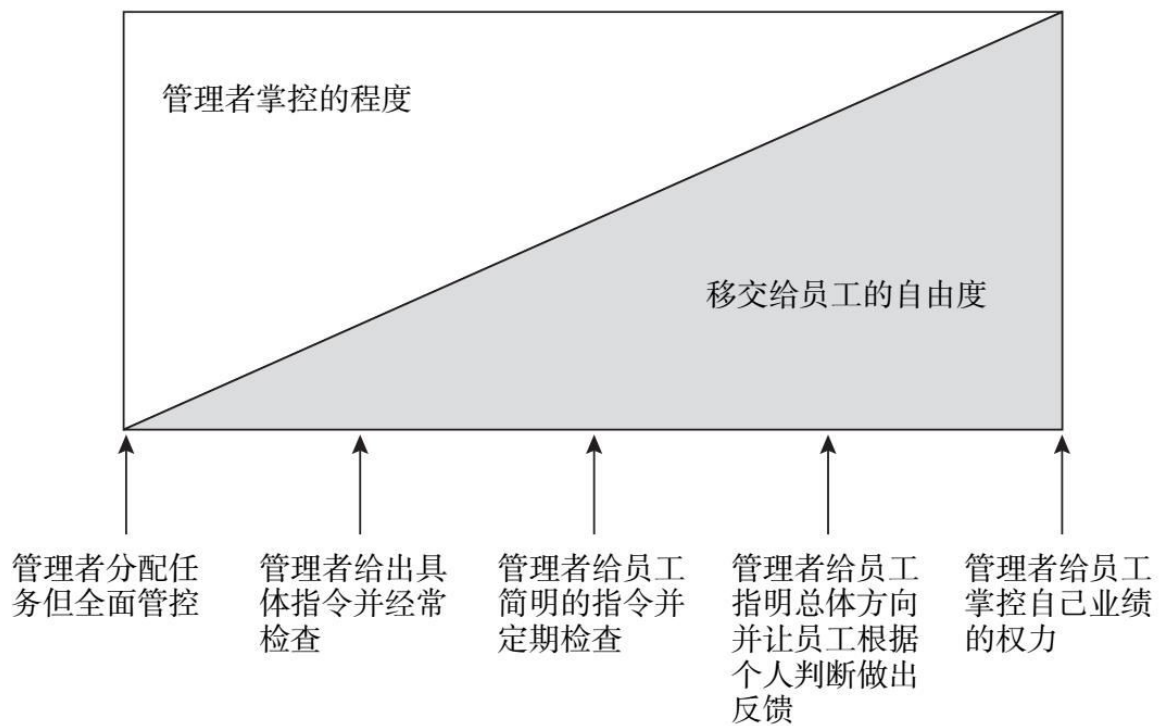 管理者掌控的程度
移交给员工的自由度
管理者分配任
务但全面管控
管理者给出具
体指令并经常
检查
管理者给员工
简明的指令并
定期检查
管理者给员工
指明总体方向
并让员工根据
个人判断做出
反馈
管理者给员工
掌控自己业绩
的权力